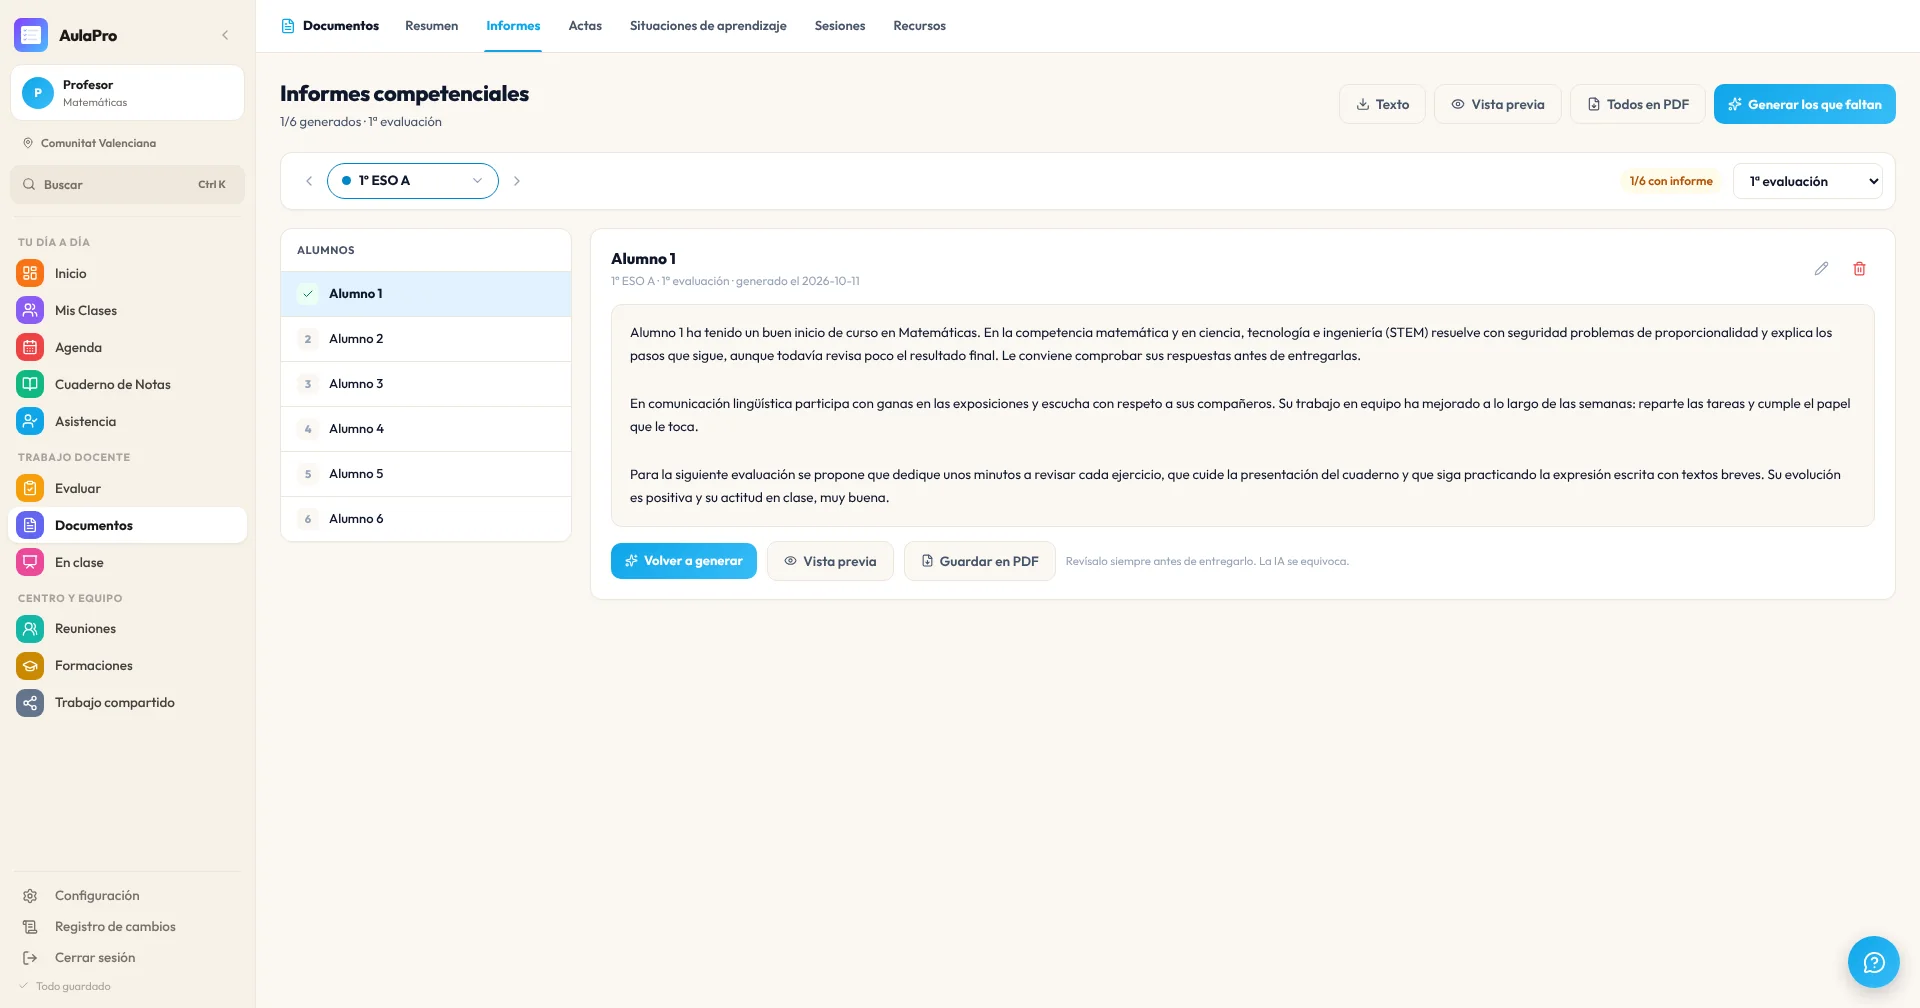 AulaPro
P
Profesor
Matemáticas
Comunitat Valenciana
Buscar
Ctrl K
TU DÍA A DÍA
Inicio
Mis Clases
Agenda
Cuaderno de Notas
Asistencia
TRABAJO DOCENTE
Evaluar
Documentos
En clase
CENTRO Y EQUIPO
Reuniones
Formaciones
Trabajo compartido
Configuración
Registro de cambios
Cerrar sesión
Todo guardado
Documentos
Resumen
Informes
Actas
Situaciones de aprendizaje
Sesiones
Recursos
Informes competenciales
1/6 generados · 1ª evaluación
Texto
Vista previa
Todos en PDF
Generar los que faltan
1º ESO A
1/6 con informe
1ª evaluación
ALUMNOS
Alumno 1
2 Alumno 2
3 Alumno 3
4 Alumno 4
5 Alumno 5
6 Alumno 6
Alumno 1
1º ESO A · 1ª evaluación · generado el 2026-10-11
Alumno 1 ha tenido un buen inicio de curso en Matemáticas. En la competencia matemática y en ciencia, tecnología e ingeniería (STEM) resuelve con seguridad problemas de proporcionalidad y explica los
pasos que sigue, aunque todavía revisa poco el resultado final. Le conviene comprobar sus respuestas antes de entregarlas.
En comunicación lingüística participa con ganas en las exposiciones y escucha con respeto a sus compañeros. Su trabajo en equipo ha mejorado a lo largo de las semanas: reparte las tareas y cumple el papel
que le toca.
Para la siguiente evaluación se propone que dedique unos minutos a revisar cada ejercicio, que cuide la presentación del cuaderno y que siga practicando la expresión escrita con textos breves. Su evolución
es positiva y su actitud en clase, muy buena.
Volver a generar
Vista previa
Guardar en PDF
Revísalo siempre antes de entregarlo. La IA se equivoca.